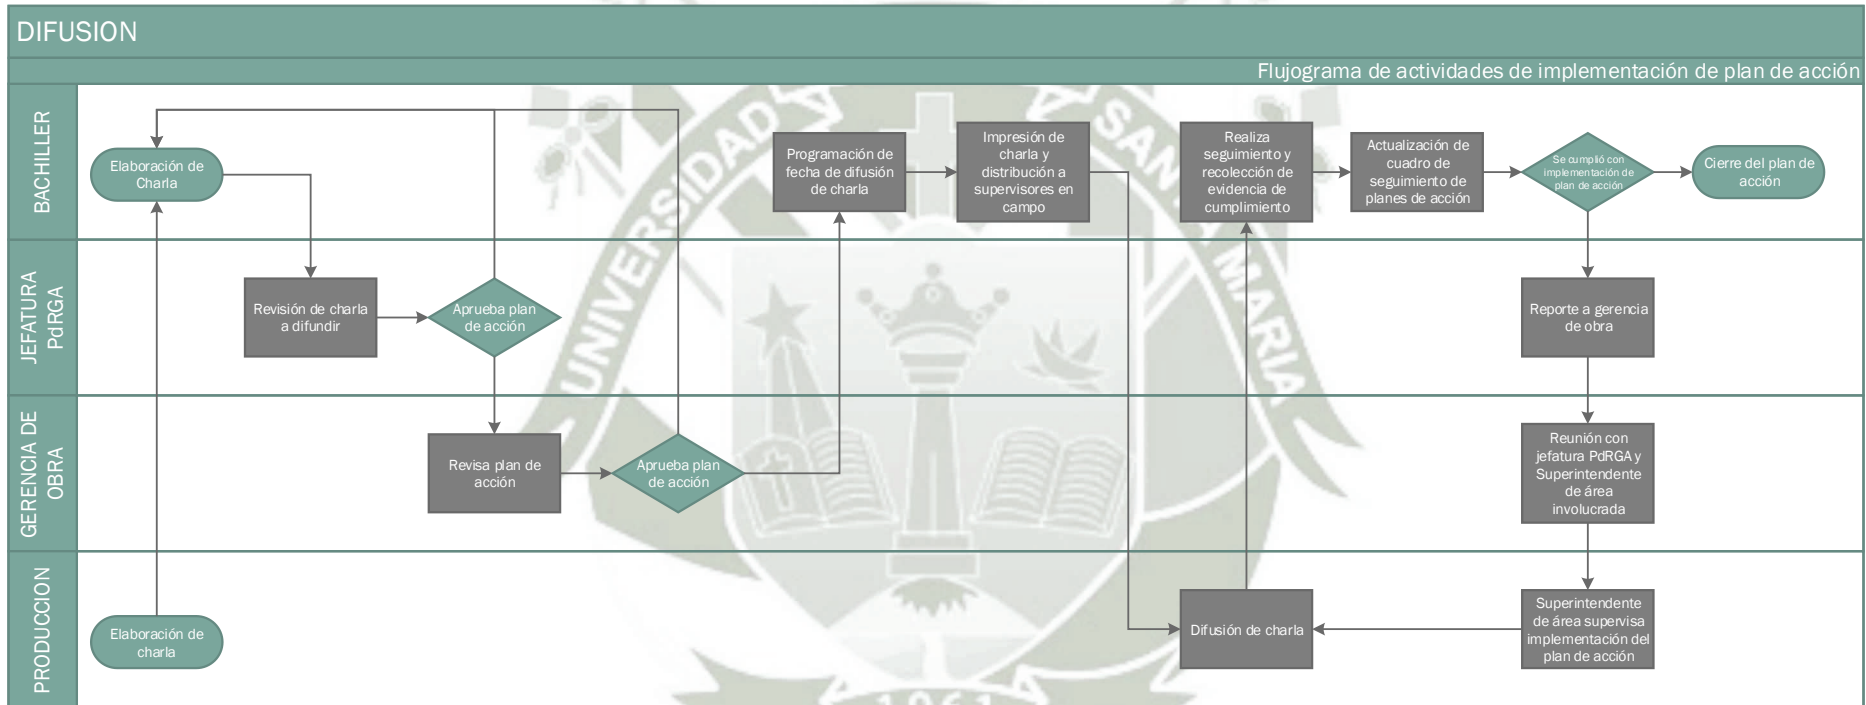 DIFUSION
Flujograma de actividades de implementación de plan de acción
BACHILLER
Elaboración de
Charla
Programación de
fecha de difusión
de charla
Impresión de
charla y
distribución a
supervisores en
campo
Realiza
seguimiento y
recolección de
evidencia de
cumplimiento
Actualización de
cuadro de
seguimiento de
planes de acción
Se cumplió con
implementación de
plan de acción
Cierre del plan de
acción
JEFATURA
PdRGA
Revisión de charla
a difundir
Aprueba plan
de acción
Reporte a gerencia
de obra
GERENCIA DE
OBRA
Revisa plan de
acción
Aprueba plan
de acción
Reunión con
jefatura PdRGA y
Superintendente
de área
involucrada
PRODUCCION
Elaboración de
charla
Difusión de charla
Superintendente
de área supervisa
implementación del
plan de acción
UNIVERSIDAD
SANTA MARIA
1961